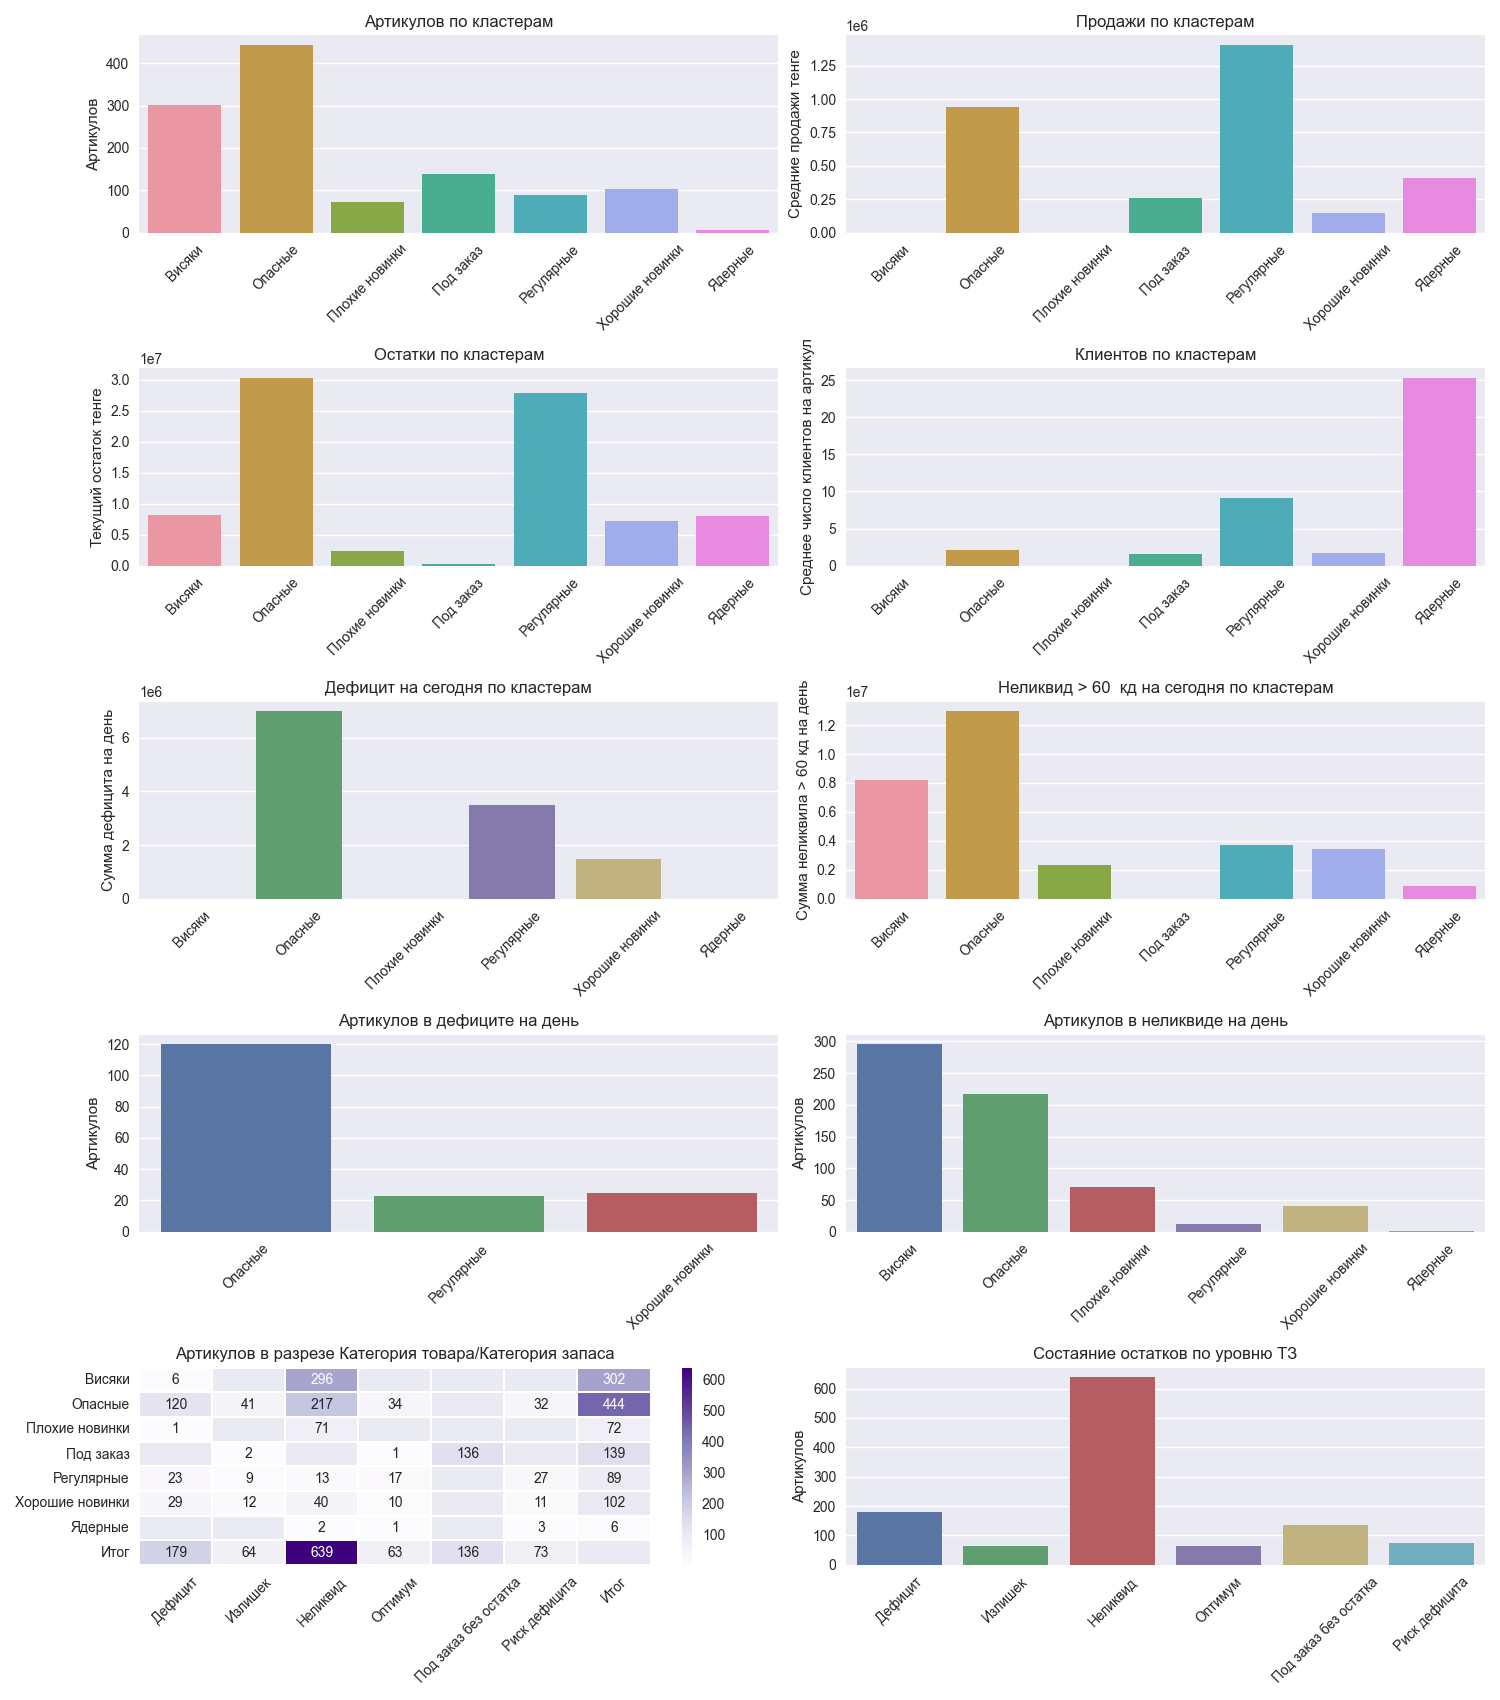 Артикулов по кластерам
Артикулов
400
300
200
100
0
Висяки
Опасные
Плохие новинки
Под заказ
Регулярные
Хорошие новинки
Ядерные
Продажи по кластерам
1e6
Средние продажи тенге
1.25
1.00
0.75
0.50
0.25
0.00
Висяки
Опасные
Плохие новинки
Под заказ
Регулярные
Хорошие новинки
Ядерные
Остатки по кластерам
1e7
Текущий остаток тенге
3.0
2.5
2.0
1.5
1.0
0.5
0.0
Висяки
Опасные
Плохие новинки
Под заказ
Регулярные
Хорошие новинки
Ядерные
Клиентов по кластерам
Среднее число клиентов на артикул
25
20
15
10
5
0
Висяки
Опасные
Плохие новинки
Под заказ
Регулярные
Хорошие новинки
Ядерные
Дефицит на сегодня по кластерам
1e6
Сумма дефицита на день
6
4
2
0
Висяки
Опасные
Плохие новинки
Регулярные
Хорошие новинки
Ядерные
Неликвид > 60  кд на сегодня по кластерам
1e7
Сумма неликвила > 60 кд на день
1.2
1.0
0.8
0.6
0.4
0.2
0.0
Висяки
Опасные
Плохие новинки
Под заказ
Регулярные
Хорошие новинки
Ядерные
Артикулов в дефиците на день
Артикулов
120
100
80
60
40
20
0
Опасные
Регулярные
Хорошие новинки
Артикулов в неликвиде на день
Артикулов
300
250
200
150
100
50
0
Висяки
Опасные
Плохие новинки
Регулярные
Хорошие новинки
Ядерные
Артикулов в разрезе Категория товара/Категория запаса
Висяки 6 296 302
Опасные 120 41 217 34 32 444
Плохие новинки 1 71 72
Под заказ 2 1 136 139
Регулярные 23 9 13 17 27 89
Хорошие новинки 29 12 40 10 11 102
Ядерные 2 1 3 6
Итог 179 64 639 63 136 73
Дефицит
Излишек
Неликвид
Оптимум
Под заказ без остатка
Риск дефицита
Итог
600
500
400
300
200
100
Состаяние остатков по уровню ТЗ
Артикулов
600
500
400
300
200
100
0
Дефицит
Излишек
Неликвид
Оптимум
Под заказ без остатка
Риск дефицита